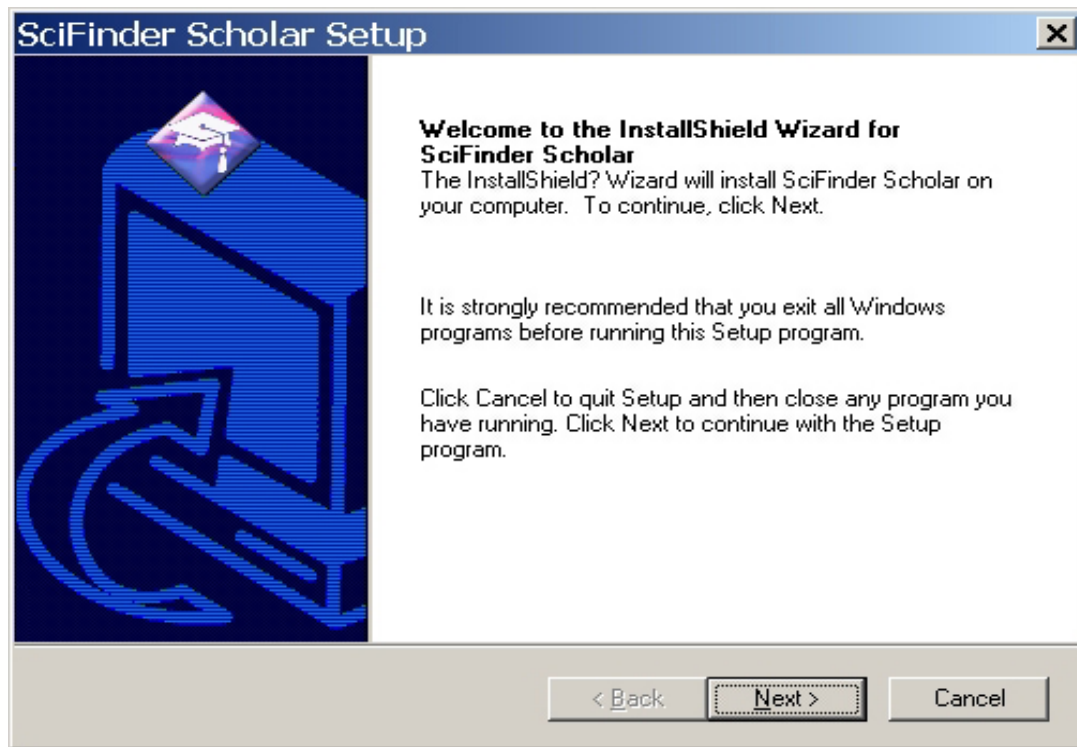 SciFinder Scholar Setup
Welcome to the InstallShield Wizard for
SciFinder Scholar
The InstallShield? Wizard will install SciFinder Scholar on
your computer.  To continue, click Next.
It is strongly recommended that you exit all Windows
programs before running this Setup program.
Click Cancel to quit Setup and then close any program you
have running. Click Next to continue with the Setup
program.
< Back
Next >
Cancel